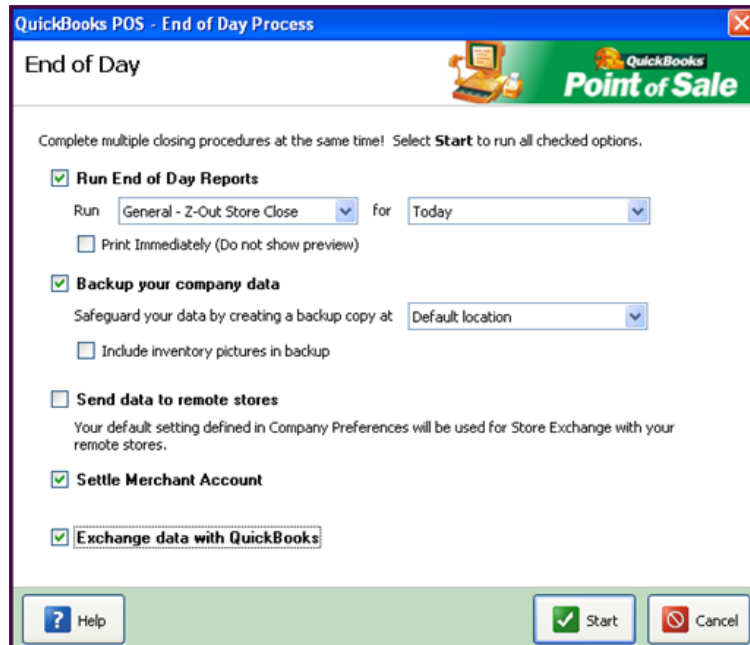 QuickBooks POS - End of Day Process
End of Day
QuickBooks
Point of Sale
Complete multiple closing procedures at the same time! Select Start to run all checked options.
Run End of Day Reports
Run General - Z-Out Store Close for Today
Print Immediately (Do not show preview)
Backup your company data
Safeguard your data by creating a backup copy at Default location
Include inventory pictures in backup
Send data to remote stores
Your default setting defined in Company Preferences will be used for Store Exchange with your
remote stores.
Settle Merchant Account
Exchange data with QuickBooks
Help Start Cancel